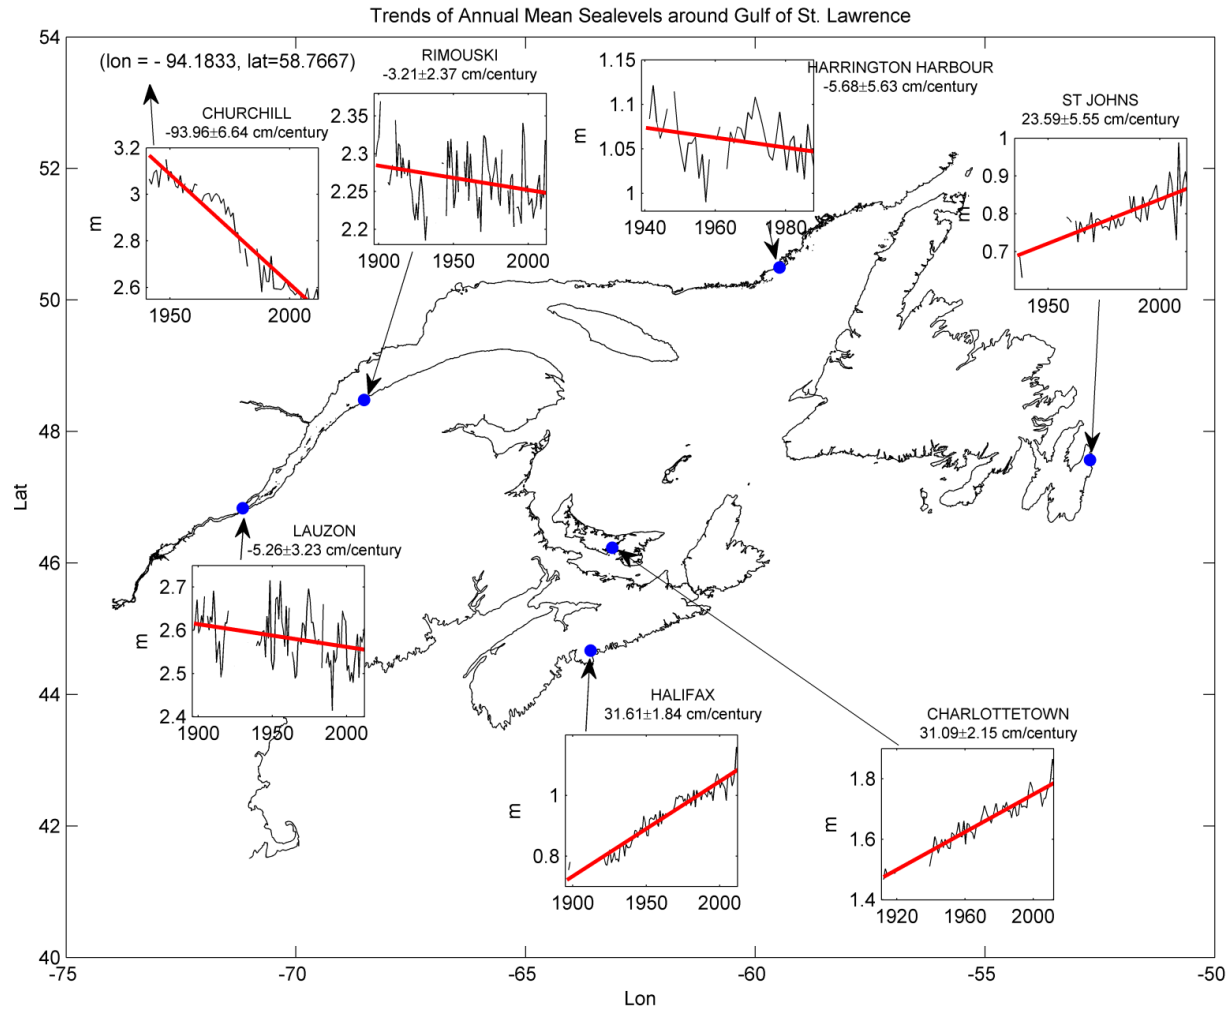 Trends of Annual Mean Sealevels around Gulf of St. Lawrence
54
52
50
48
46
44
42
40
Lat
-75
-70
-65
-60
-55
-50
Lon
(lon = - 94.1833, lat=58.7667)
CHURCHILL
-93.96±6.64 cm/century
3.2
3
2.8
2.6
m
1950
2000
RIMOUSKI
-3.21±2.37 cm/century
2.35
2.3
2.25
2.2
m
1900
1950
2000
HARRINGTON HARBOUR
-5.68±5.63 cm/century
1.15
1.1
1.05
1
m
1940
1960
1980
ST JOHNS
23.59±5.55 cm/century
1
0.9
0.8
0.7
m
1950
2000
LAUZON
-5.26±3.23 cm/century
2.7
2.6
2.5
2.4
m
1900
1950
2000
HALIFAX
31.61±1.84 cm/century
1
0.8
m
1900
1950
2000
CHARLOTTETOWN
31.09±2.15 cm/century
1.8
1.6
1.4
m
1920
1960
2000